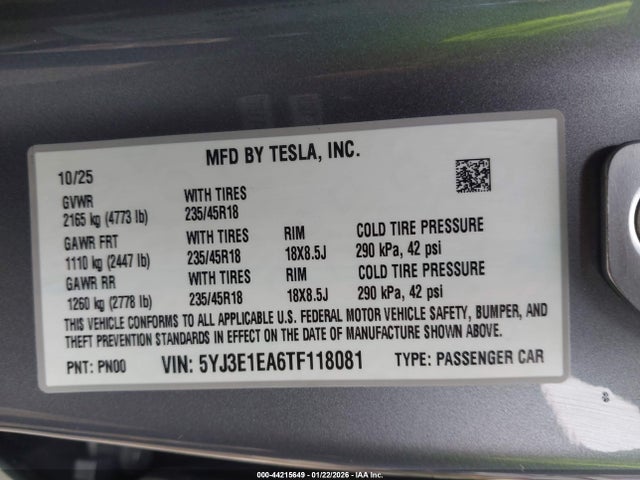 MFD BY TESLA, INC.
10/25
GVWR WITH TIRES
2165 kg (4773 lb) 235/45R18
GAWR FRT WITH TIRES RIM COLD TIRE PRESSURE
1110 kg (2447 lb) 235/45R18 18X8.5J 290 kPa, 42 psi
GAWR RR WITH TIRES RIM COLD TIRE PRESSURE
1260 kg (2778 lb) 235/45R18 18X8.5J 290 kPa, 42 psi
THIS VEHICLE CONFORMS TO ALL APPLICABLE U.S. FEDERAL MOTOR VEHICLE SAFETY, BUMPER, AND
THEFT PREVENTION STANDARDS IN EFFECT ON THE DATE OF MANUFACTURE SHOWN ABOVE.
PNT: PN00 VIN: 5YJ3E1EA6TF118081 TYPE: PASSENGER CAR
000-44215649 - 01/22/2026 - IAA Inc.